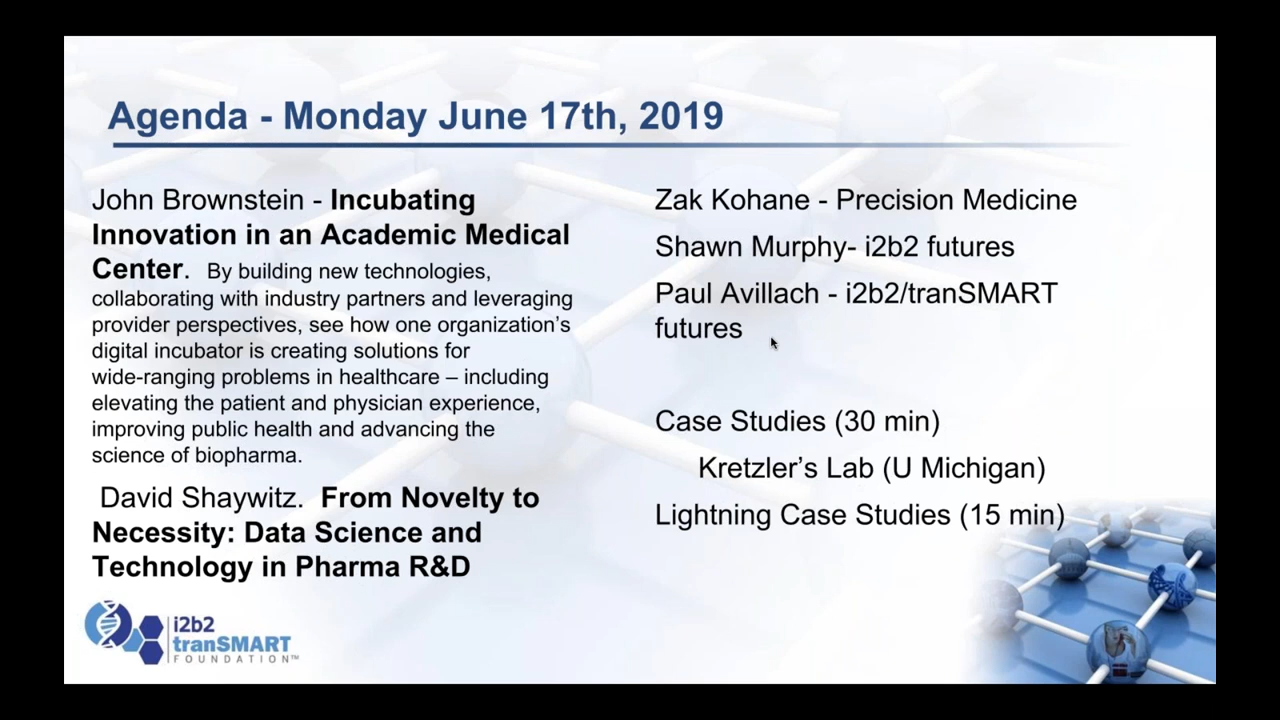 Agenda - Monday June 17th, 2019
John Brownstein - Incubating
Innovation in an Academic Medical
Center.  By building new technologies,
collaborating with industry partners and leveraging
provider perspectives, see how one organization’s
digital incubator is creating solutions for
wide-ranging problems in healthcare – including
elevating the patient and physician experience,
improving public health and advancing the
science of biopharma.
David Shaywitz.  From Novelty to
Necessity: Data Science and
Technology in Pharma R&D
Zak Kohane - Precision Medicine
Shawn Murphy- i2b2 futures
Paul Avillach - i2b2/tranSMART
futures
Case Studies (30 min)
Kretzler’s Lab (U Michigan)
Lightning Case Studies (15 min)
i2b2
tranSMART
FOUNDATION™